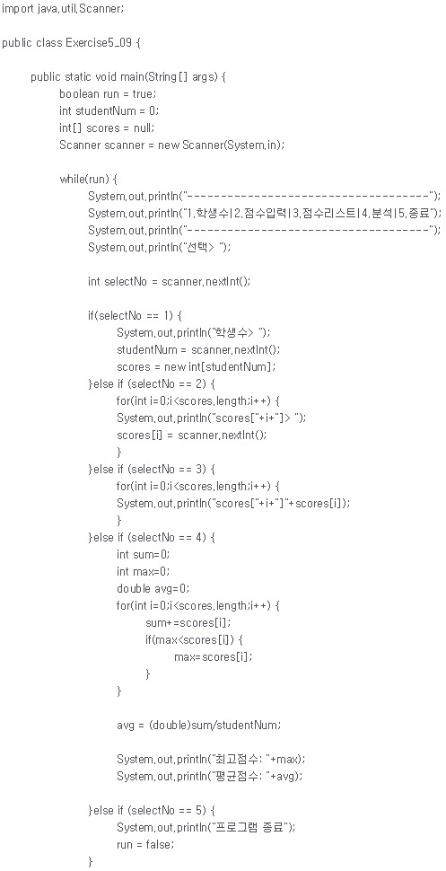 import java.util.Scanner;
public class Exercise5_09 {
public static void main(String[] args) {
boolean run = true;
int studentNum = 0;
int[] scores = null;
Scanner scanner = new Scanner(System.in);
while(run) {
System.out.println("-------------------------------------");
System.out.println("1.학생수|2.점수입력|3.점수리스트|4.분석|5.종료");
System.out.println("-------------------------------------");
System.out.println("선택> ");
int selectNo = scanner.nextInt();
if(selectNo == 1) {
System.out.println("학생수> ");
studentNum = scanner.nextInt();
scores = new int[studentNum];
}else if (selectNo == 2) {
for(int i=0;i<scores.length;i++) {
System.out.println("scores["+i+"]> ");
scores[i] = scanner.nextInt();
}
}else if (selectNo == 3) {
for(int i=0;i<scores.length;i++) {
System.out.println("scores["+i+"]"+scores[i]);
}
}else if (selectNo == 4) {
int sum=0;
int max=0;
double avg=0;
for(int i=0;i<scores.length;i++) {
sum+=scores[i];
if(max<scores[i]) {
max=scores[i];
}
}
avg = (double)sum/studentNum;
System.out.println("최고점수: "+max);
System.out.println("평균점수: "+avg);
}else if (selectNo == 5) {
System.out.println("프로그램 종료");
run = false;
}